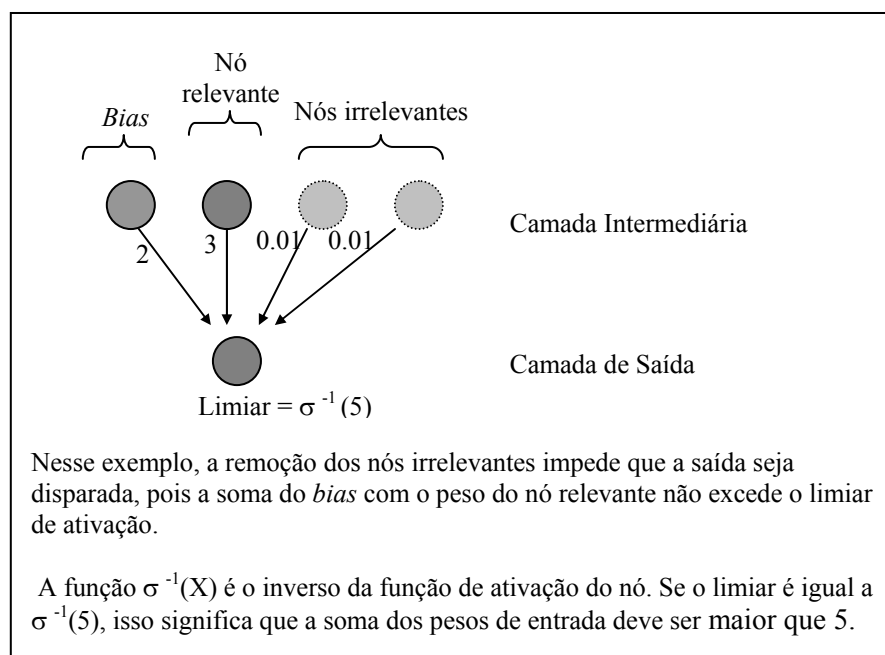 Nó
relevante
Bias
Nós irrelevantes
Camada Intermediária
2 3 0.01 0.01
Camada de Saída
Limiar = σ⁻¹(5)
Nesse exemplo, a remoção dos nós irrelevantes impede que a saída seja
disparada, pois a soma do bias com o peso do nó relevante não excede o limiar
de ativação.
A função σ⁻¹(X) é o inverso da função de ativação do nó. Se o limiar é igual a
σ⁻¹(5), isso significa que a soma dos pesos de entrada deve ser maior que 5.